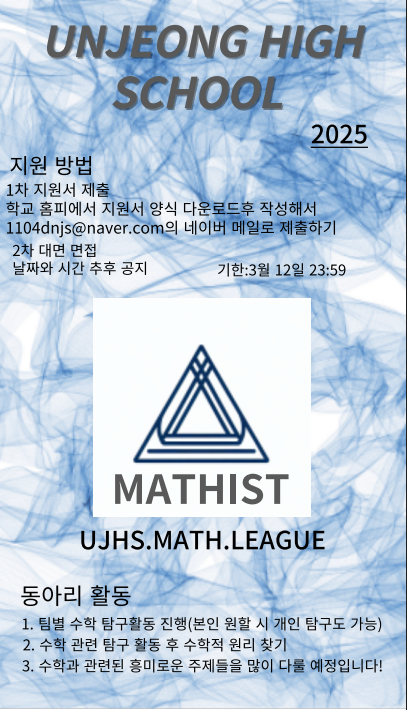 UNJEONG HIGH
SCHOOL
2025
지원 방법
1차 지원서 제출
학교 홈피에서 지원서 양식 다운로드후 작성해서
1104dnjs@naver.com의 네이버 메일로 제출하기
2차 대면 면접
날짜와 시간 추후 공지
기한:3월 12일 23:59
MATHIST
UJHS.MATH.LEAGUE
동아리 활동
1. 팀별 수학 탐구활동 진행(본인 원할 시 개인 탐구도 가능)
2. 수학 관련 탐구 활동 후 수학적 원리 찾기
3. 수학과 관련된 흥미로운 주제들을 많이 다룰 예정입니다!